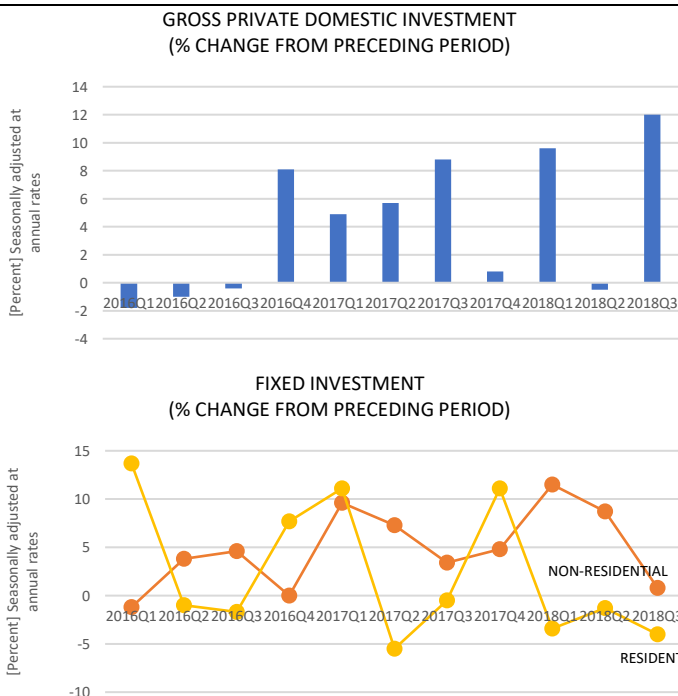 GROSS PRIVATE DOMESTIC INVESTMENT
(% CHANGE FROM PRECEDING PERIOD)
[Percent] Seasonally adjusted at
annual rates
14
12
10
8
6
4
2
0
-2
-4
2016Q1 2016Q2 2016Q3 2016Q4 2017Q1 2017Q2 2017Q3 2017Q4 2018Q1 2018Q2 2018Q3
FIXED INVESTMENT
(% CHANGE FROM PRECEDING PERIOD)
[Percent] Seasonally adjusted at
annual rates
15
10
5
0
-5
-10
NON-RESIDENTIAL
2016Q1 2016Q2 2016Q3 2016Q4 2017Q1 2017Q2 2017Q3 2017Q4 2018Q1 2018Q2 2018Q3
RESIDENT